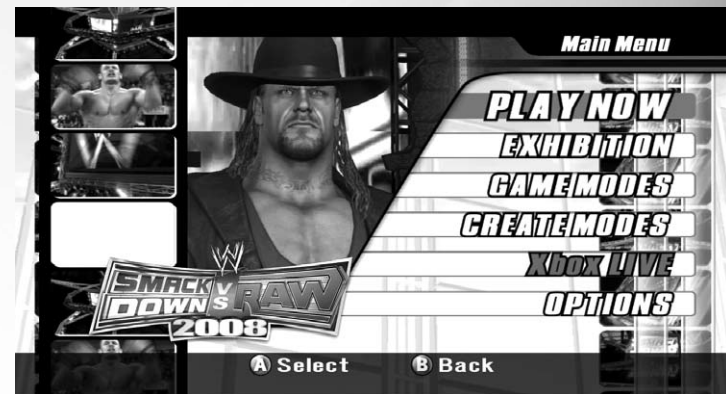 Main Menu
PLAY NOW
EXHIBITION
GAME MODES
CREATE MODES
Xbox LIVE
OPTIONS
W
SMACK
DOWN VS RAW
2008
A Select B Back